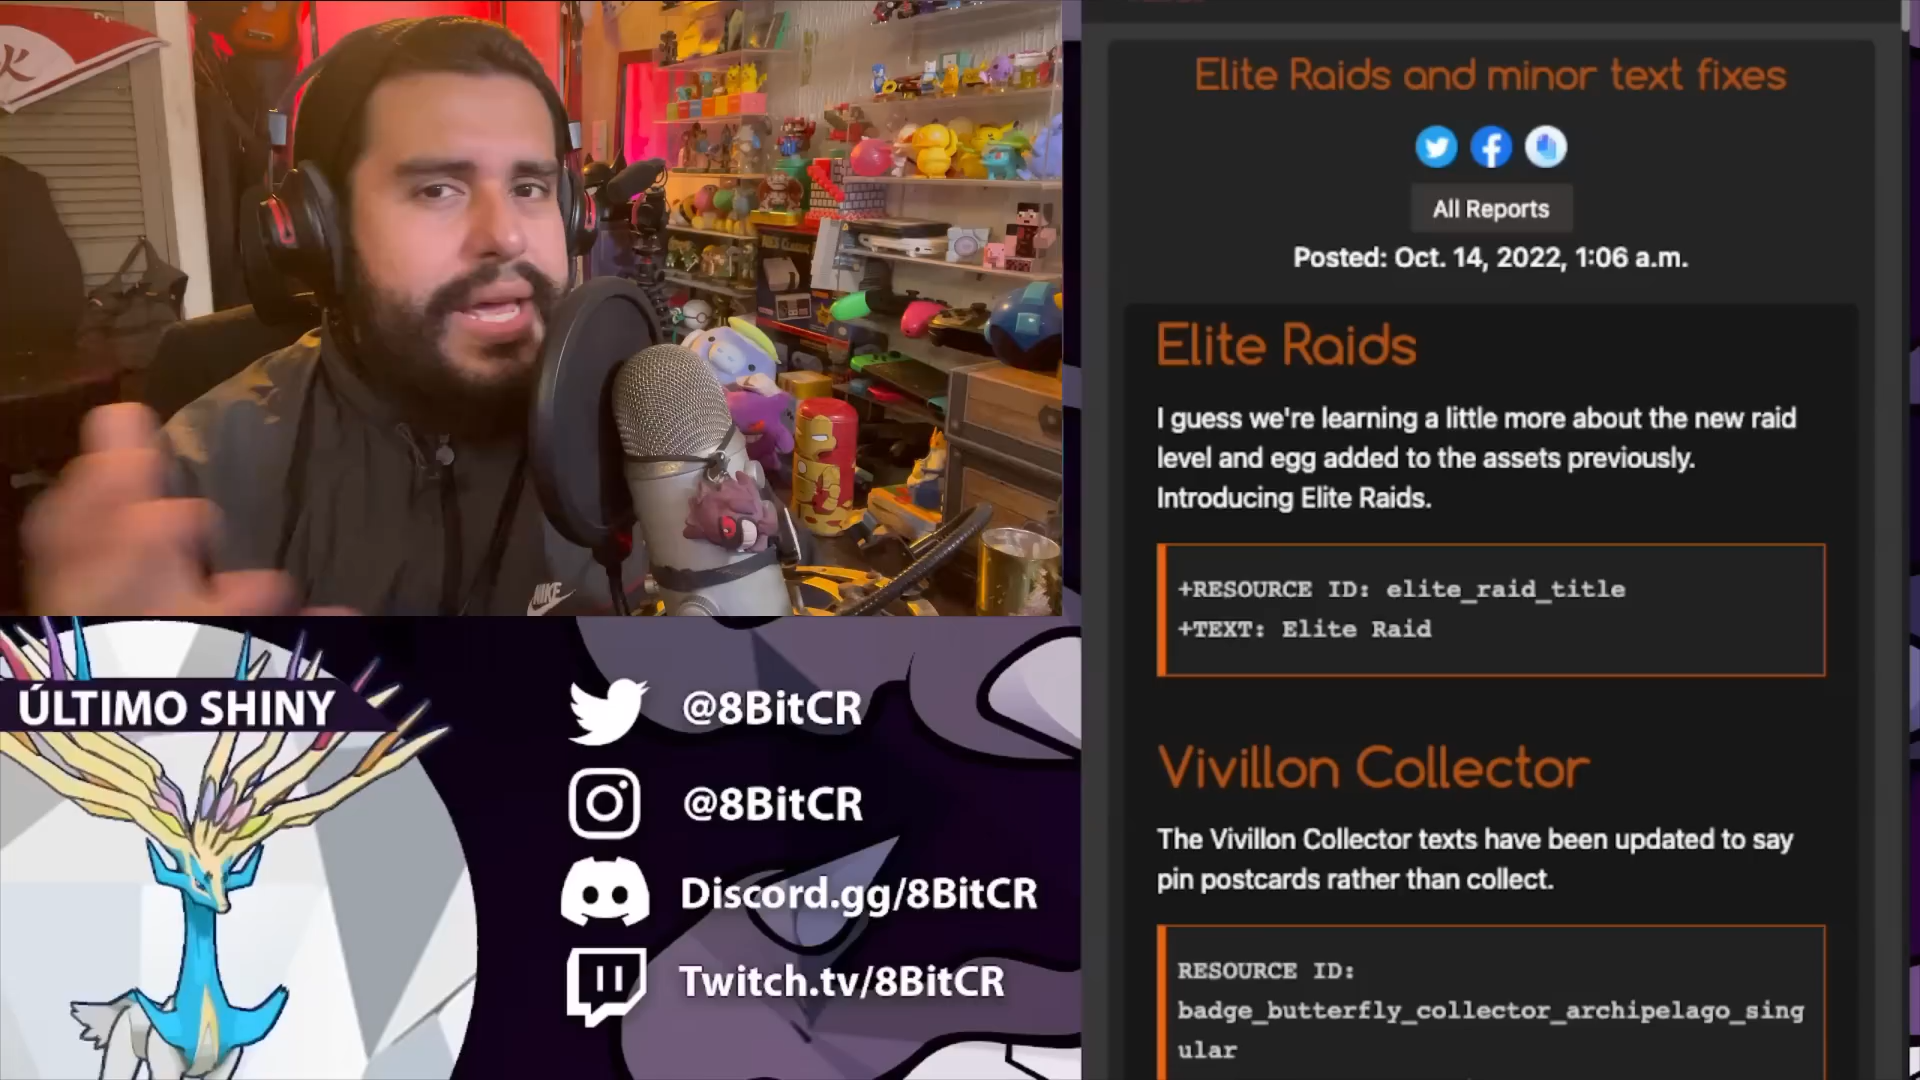 火
NIKE
ÚLTIMO SHINY
@8BitCR
@8BitCR
Discord.gg/8BitCR
Twitch.tv/8BitCR
Elite Raids and minor text fixes
All Reports
Posted: Oct. 14, 2022, 1:06 a.m.
Elite Raids
I guess we're learning a little more about the new raid
level and egg added to the assets previously.
Introducing Elite Raids.
+RESOURCE ID: elite_raid_title
+TEXT: Elite Raid
Vivillon Collector
The Vivillon Collector texts have been updated to say
pin postcards rather than collect.
RESOURCE ID:
badge_butterfly_collector_archipelago_sing
ular